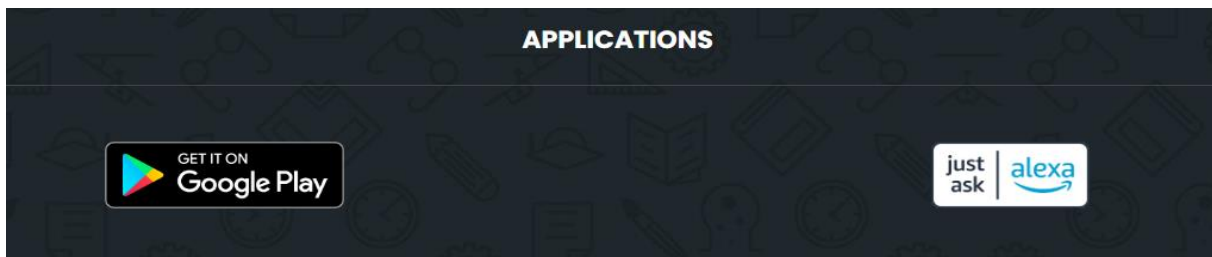 APPLICATIONS
GET IT ON
Google Play
just
ask
alexa